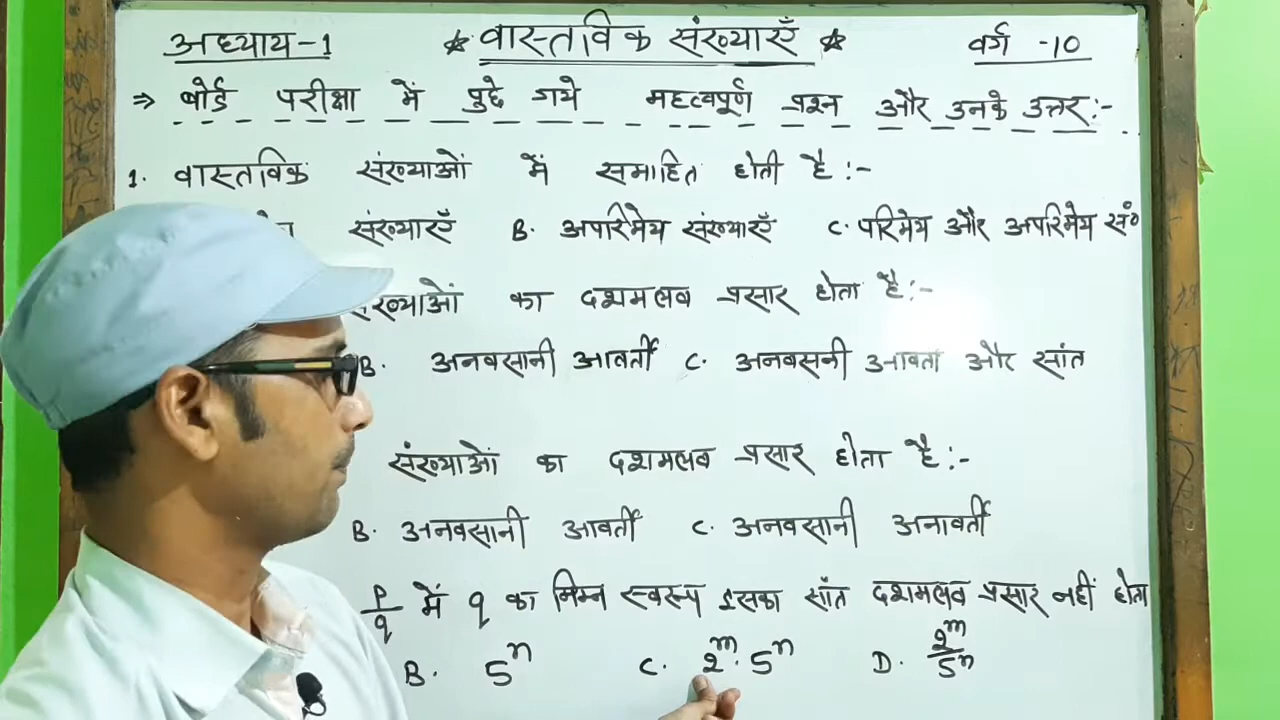 अध्याय-1 ☆ वास्तविक संख्याएँ ☆ वर्ग -10
⇒ बोर्ड परीक्षा में पुछे गये महत्वपूर्ण प्रश्न और उनके उत्तर:-
1. वास्तविक संख्याओं में समाहित होती है:-
संख्याएँ B. अपरिमेय संख्याएँ C. परिमेय और अपरिमेय सं०
संख्याओं का दशमलव प्रसार होता है:-
B. अनवसानी आवर्ती C. अनवसनी आवर्ती और सांत
संख्याओं का दशमलव प्रसार होता है:-
B. अनवसानी आवर्ती C. अनवसानी अनावर्ती
p/q में q का निम्न स्वरूप इसका सांत दशमलव प्रसार नहीं होता
B. 5ⁿ C. 2ᵐ·5ⁿ D. 2ᵐ/5ⁿ